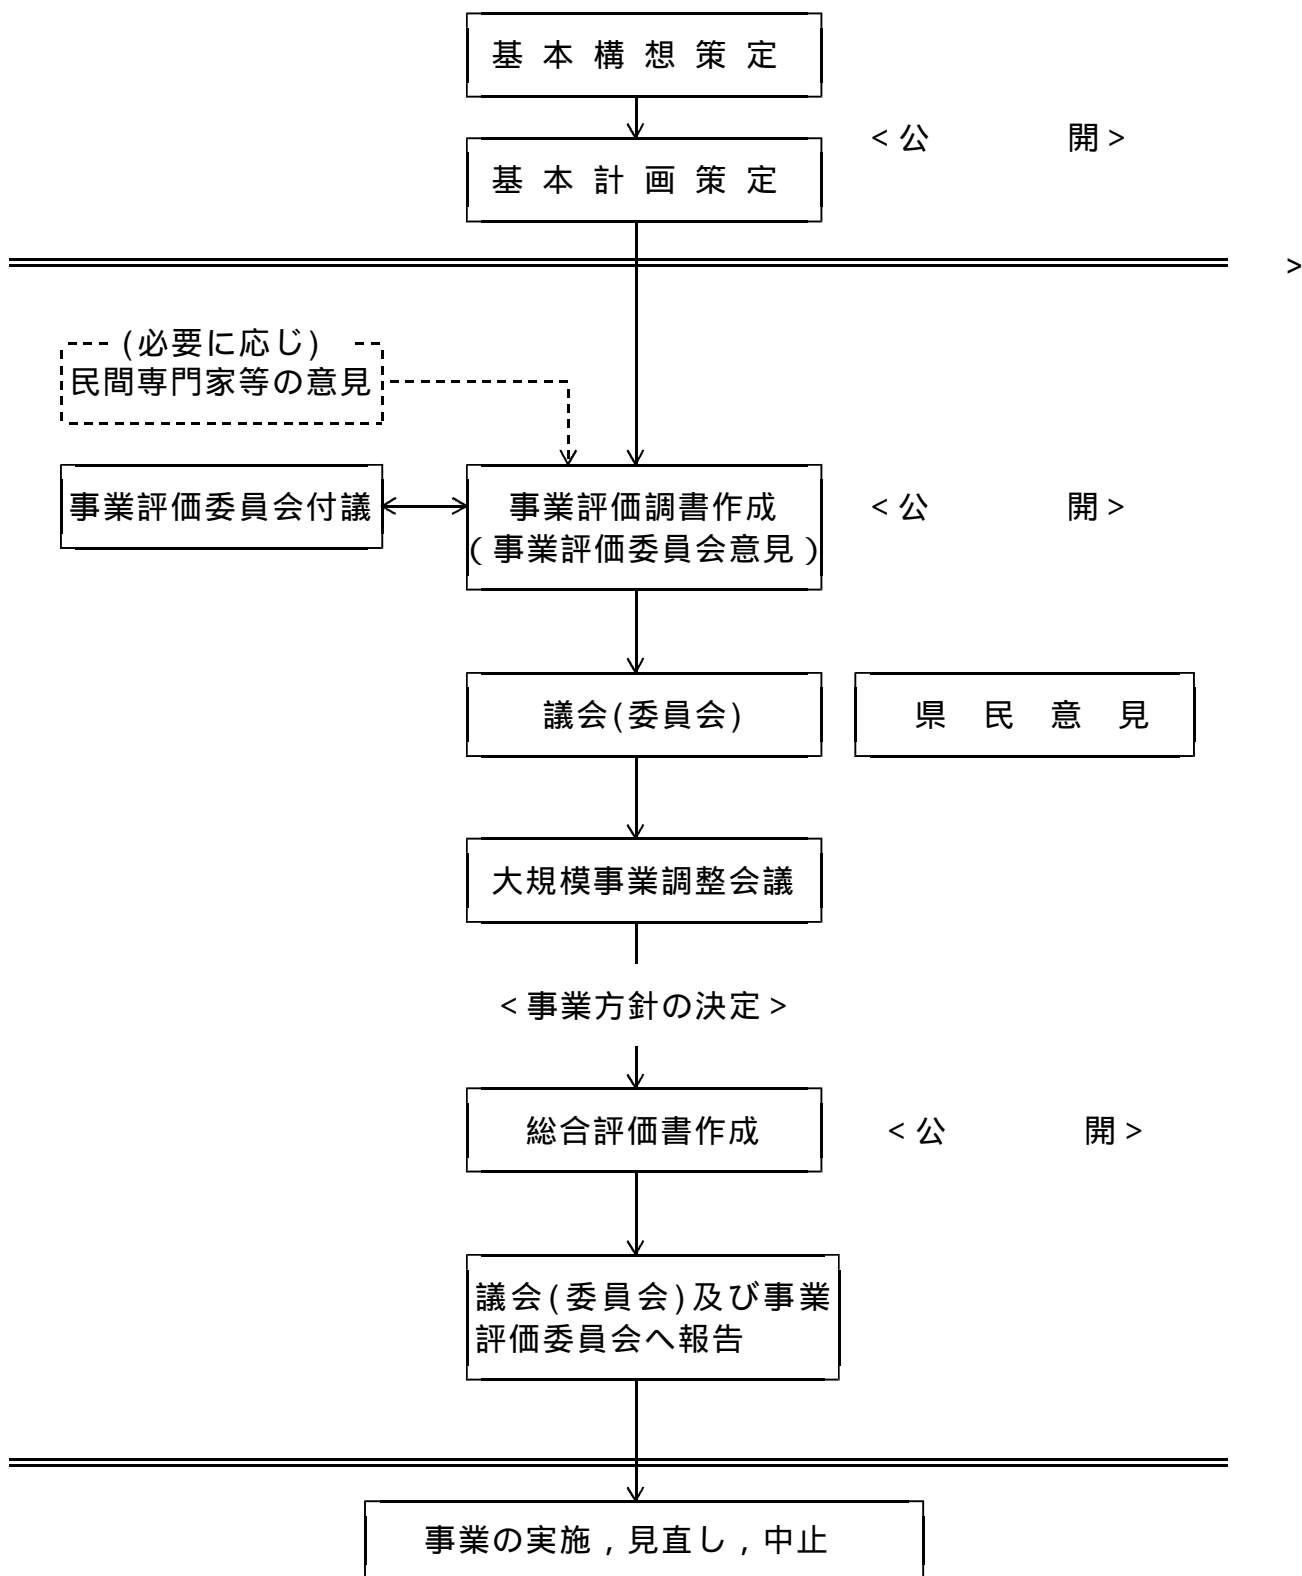 基本構想策定
<公　　　開>
基本計画策定
>
(必要に応じ)
民間専門家等の意見
事業評価委員会付議
事業評価調書作成
(事業評価委員会意見)
<公　　　開>
議会(委員会)
県民意見
大規模事業調整会議
<事業方針の決定>
総合評価書作成
<公　　　開>
議会(委員会)及び事業
評価委員会へ報告
事業の実施,見直し,中止